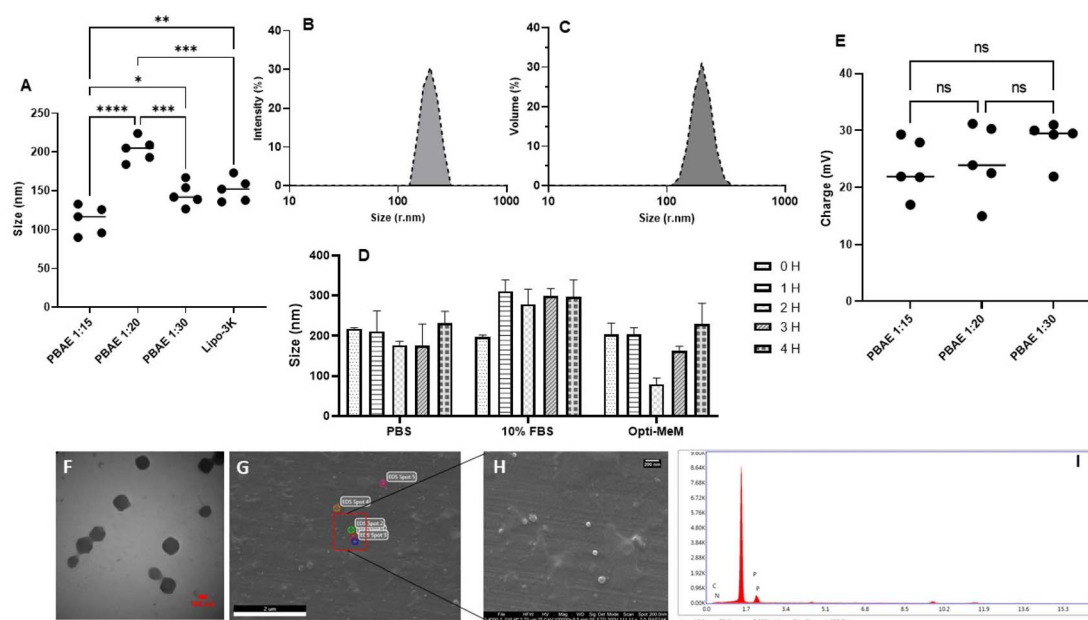 A
**
***
*
**** ***
Size (nm)
250
200
150
100
50
0
PBAE 1:15
PBAE 1:20
PBAE 1:30
Lipo-3K
B
Intensity (%)
40
30
20
10
0
10 100 1000
Size (r.nm)
C
Volume (%)
40
30
20
10
0
10 100 1000
Size (r.nm)
D
Size (nm)
400
300
200
100
0
PBS 10% FBS Opti-MeM
0 H
1 H
2 H
3 H
4 H
E
ns
ns ns
Charge (mV)
40
30
20
10
0
PBAE 1:15
PBAE 1:20
PBAE 1:30
F
G
EDS Spot 5
EDS Spot 4
EDS Spot 2
EDS Spot 3
2 um
H
200 nm
I
9.60K
8.64K
7.68K
6.72K
5.76K
4.80K
3.84K
2.88K
1.92K
0.96K
0.00K
C
N
P
P
0.0 1.7 3.4 5.1 6.8 8.5 10.2 11.9 13.6 15.3